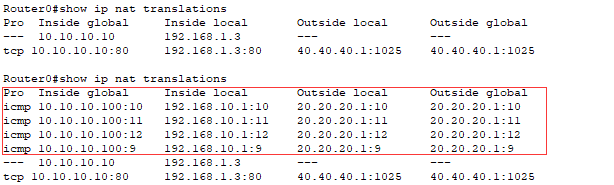 Router0#show ip nat translations
Pro  Inside global     Inside local       Outside local      Outside global
---  10.10.10.10       192.168.1.3        ---                ---
tcp 10.10.10.10:80     192.168.1.3:80     40.40.40.1:1025    40.40.40.1:1025
Router0#show ip nat translations
Pro  Inside global     Inside local       Outside local      Outside global
icmp 10.10.10.100:10   192.168.10.1:10    20.20.20.1:10      20.20.20.1:10
icmp 10.10.10.100:11   192.168.10.1:11    20.20.20.1:11      20.20.20.1:11
icmp 10.10.10.100:12   192.168.10.1:12    20.20.20.1:12      20.20.20.1:12
icmp 10.10.10.100:9    192.168.10.1:9     20.20.20.1:9       20.20.20.1:9
---  10.10.10.10       192.168.1.3        ---                ---
tcp 10.10.10.10:80     192.168.1.3:80     40.40.40.1:1025    40.40.40.1:1025